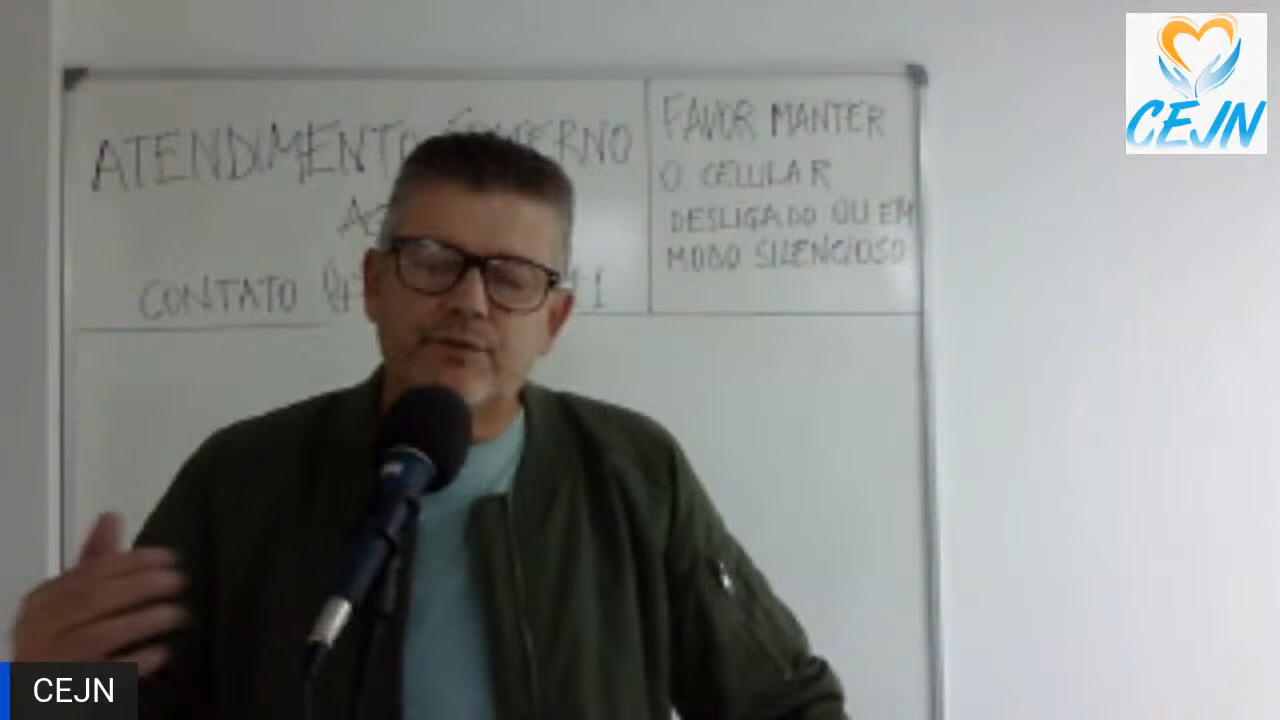 ATENDIMENTO
CONTATO
FAVOR MANTER
O CELULAR
DESLIGADO OU EM
MODO SILENCIOSO
CEJN
CEJN